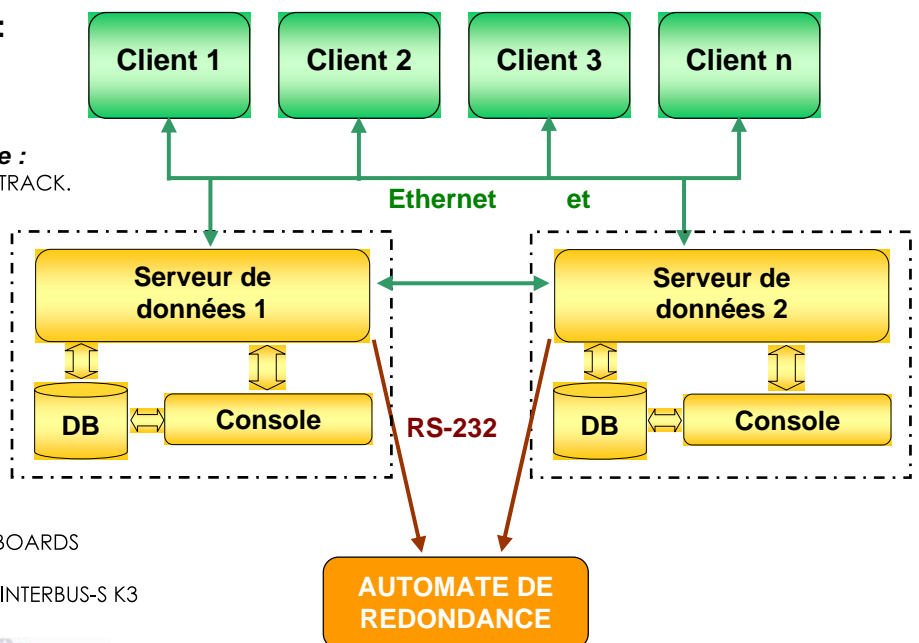 :
Client 1
Client 2
Client 3
Client n
e :
TRACK.
Ethernet et
Serveur de
données 1
Serveur de
données 2
DB
Console
RS-232
DB
Console
BOARDS
INTERBUS-S K3
AUTOMATE DE
REDONDANCE